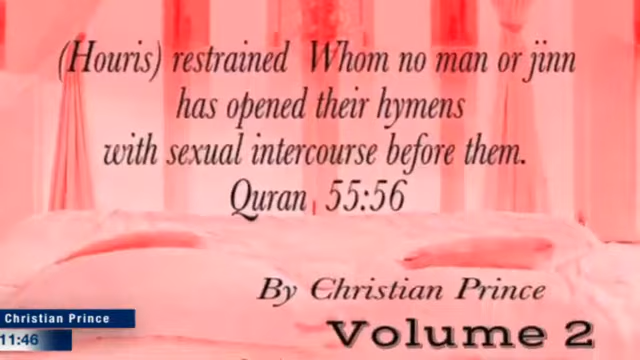 (Houris) restrained Whom no man or jinn
has opened their hymens
with sexual intercourse before them.
Quran 55:56
By Christian Prince
Volume 2
Christian Prince
11:46